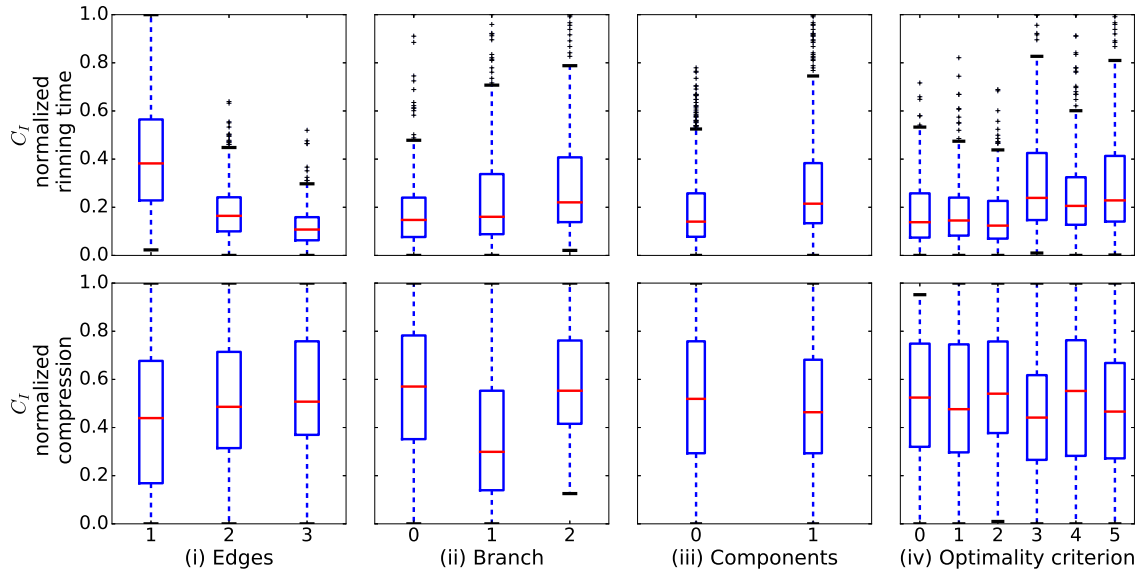 1.0
0.8
0.6
0.4
0.2
0.0
C_I
normalized
rinning time
1.0
0.8
0.6
0.4
0.2
0.0
C_I
normalized
compression
1 2 3
(i) Edges
0 1 2
(ii) Branch
0 1
(iii) Components
0 1 2 3 4 5
(iv) Optimality criterion